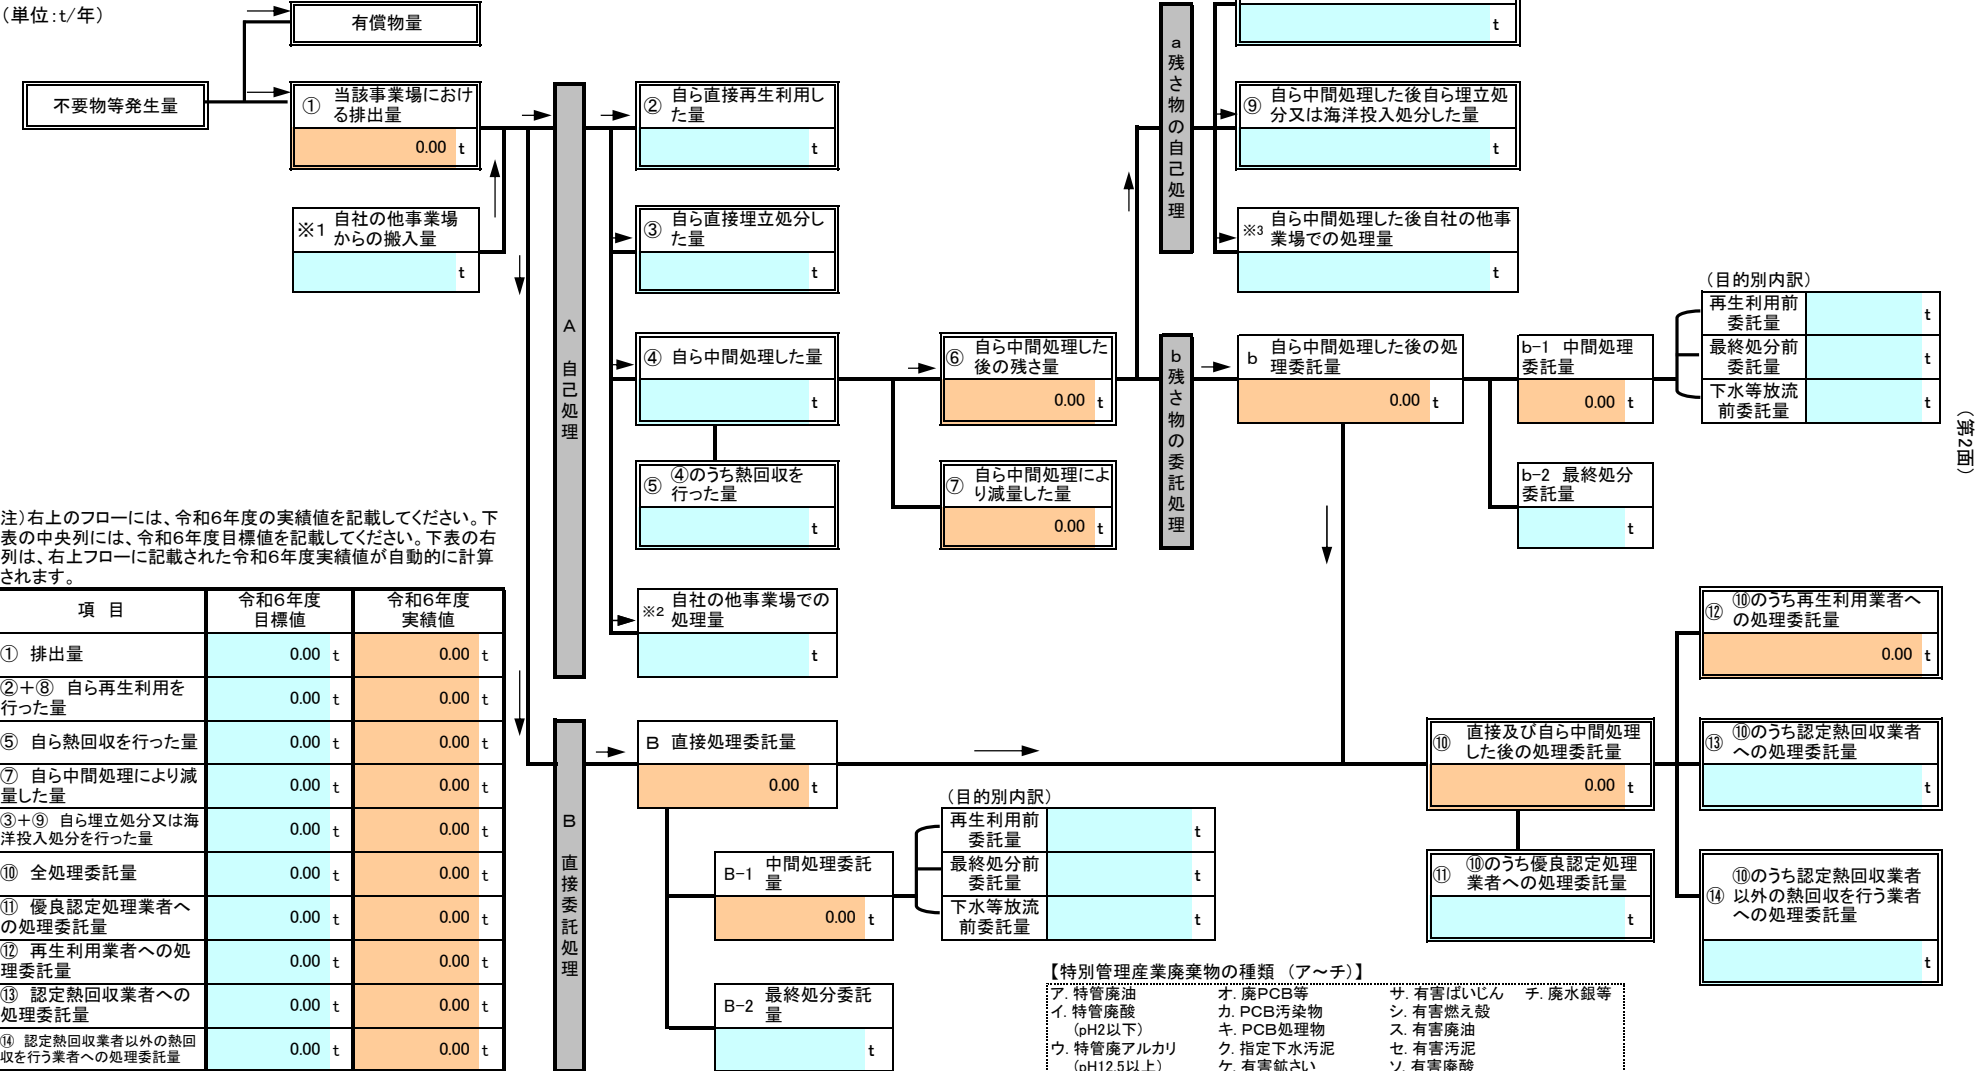 （単位：t/年）
有償物量
不要物等発生量
① 当該事業場におけ
る排出量
0.00 t
※1 自社の他事業場
からの搬入量
t
A 自己処理
② 自ら直接再生利用し
た量
t
③ 自ら直接埋立処分し
た量
t
④ 自ら中間処理した量
t
⑤ ④のうち熱回収を
行った量
t
※2 自社の他事業場での
処理量
t
⑥ 自ら中間処理した
後の残さ量
0.00 t
⑦ 自ら中間処理によ
り減量した量
0.00 t
a 残さ物の自己処理
t
⑨ 自ら中間処理した後自ら埋立処
分又は海洋投入処分した量
t
※3 自ら中間処理した後自社の他事
業場での処理量
t
b 残さ物の委託処理
b 自ら中間処理した後の処
理委託量
0.00 t
b-1 中間処理
委託量
0.00 t
b-2 最終処分
委託量
t
（目的別内訳）
再生利用前
委託量
t
最終処分前
委託量
t
下水等放流
前委託量
t
（第2面）
注）右上のフローには、令和6年度の実績値を記載してください。下
表の中央列には、令和6年度目標値を記載してください。下表の右
列は、右上フローに記載された令和6年度実績値が自動的に計算
されます。
項 目 令和6年度
目標値 令和6年度
実績値
① 排出量 0.00 t 0.00 t
②＋⑧ 自ら再生利用を
行った量 0.00 t 0.00 t
⑤ 自ら熱回収を行った量 0.00 t 0.00 t
⑦ 自ら中間処理により減
量した量 0.00 t 0.00 t
③＋⑨ 自ら埋立処分又は海
洋投入処分を行った量 0.00 t 0.00 t
⑩ 全処理委託量 0.00 t 0.00 t
⑪ 優良認定処理業者へ
の処理委託量 0.00 t 0.00 t
⑫ 再生利用業者への処
理委託量 0.00 t 0.00 t
⑬ 認定熱回収業者への
処理委託量 0.00 t 0.00 t
⑭ 認定熱回収業者以外の熱回
収を行う業者への処理委託量 0.00 t 0.00 t
B 直接委託処理
B 直接処理委託量
0.00 t
B-1 中間処理委託
量
0.00 t
B-2 最終処分委託
量
t
（目的別内訳）
再生利用前
委託量
t
最終処分前
委託量
t
下水等放流
前委託量
t
⑩ 直接及び自ら中間処理
した後の処理委託量
0.00 t
⑪ ⑩のうち優良認定処理
業者への処理委託量
t
⑫ ⑩のうち再生利用業者へ
の処理委託量
0.00 t
⑬ ⑩のうち認定熱回収業者
への処理委託量
t
⑭ ⑩のうち認定熱回収業者
以外の熱回収を行う業者
への処理委託量
t
【特別管理産業廃棄物の種類 （ア～チ）】
ア. 特管廃油 オ. 廃PCB等 サ. 有害ばいじん チ. 廃水銀等
イ. 特管廃酸 カ. PCB汚染物 シ. 有害燃え殻
（pH2以下） キ. PCB処理物 ス. 有害廃油
ウ. 特管廃アルカリ ク. 指定下水汚泥 セ. 有害汚泥
（pH12.5以上） ケ. 有害鉱さい ソ. 有害廃酸